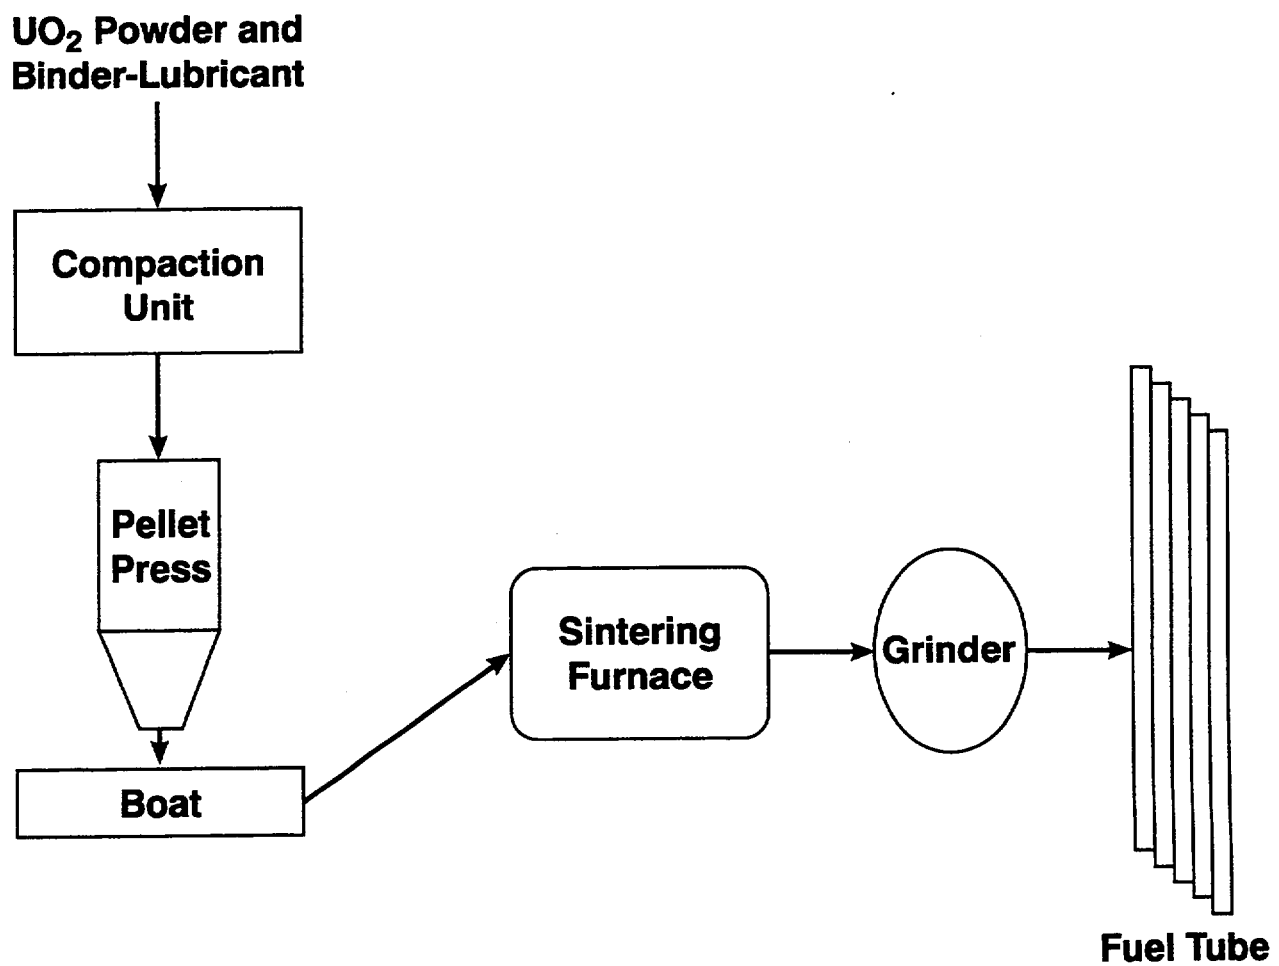 UO₂ Powder and
Binder-Lubricant
Compaction
Unit
Pellet
Press
Boat
Sintering
Furnace
Grinder
Fuel Tube